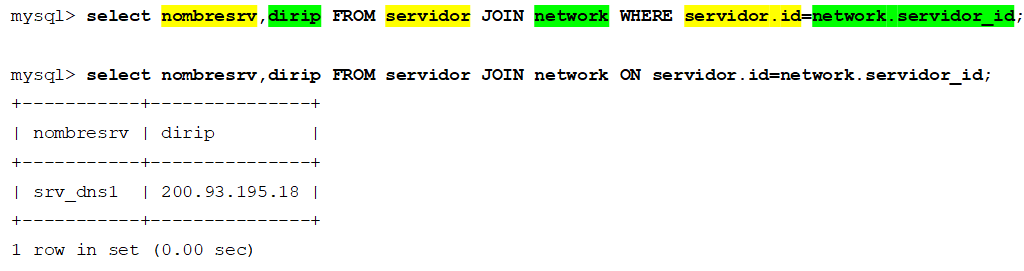 mysql> select nombresrv,dirip FROM servidor JOIN network WHERE servidor.id=network.servidor_id;
mysql> select nombresrv,dirip FROM servidor JOIN network ON servidor.id=network.servidor_id;
+-----------+---------------+
| nombresrv | dirip         |
+-----------+---------------+
| srv_dns1  | 200.93.195.18 |
+-----------+---------------+
1 row in set (0.00 sec)